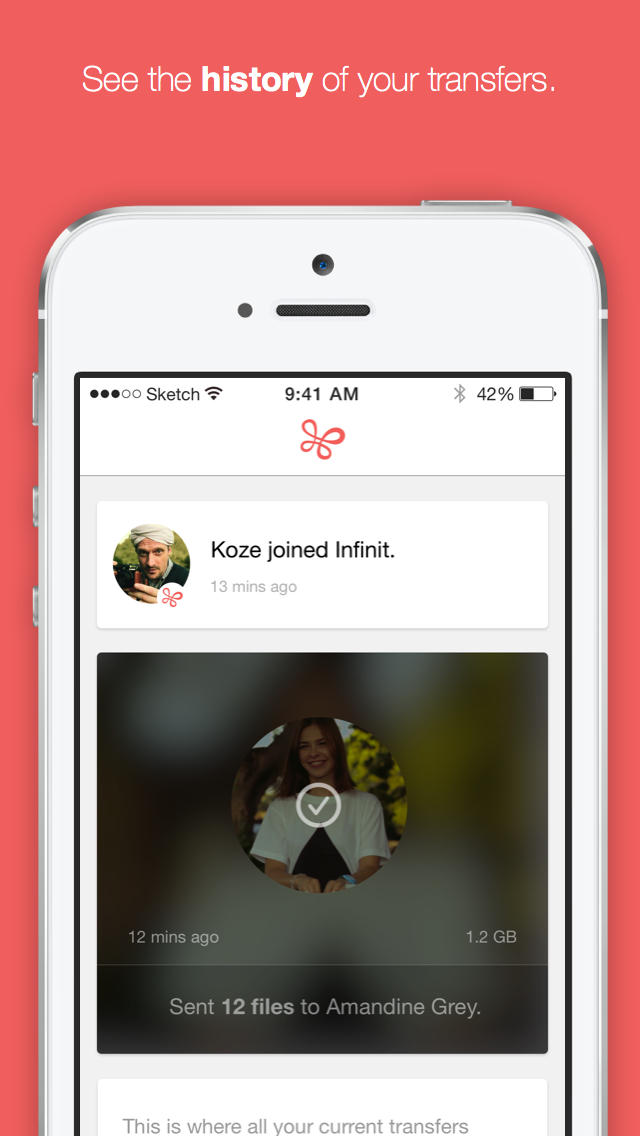 See the history of your transfers.
Sketch 9:41 AM 42%
Koze joined Infinit.
13 mins ago
12 mins ago 1.2 GB
Sent 12 files to Amandine Grey.
This is where all your current transfers